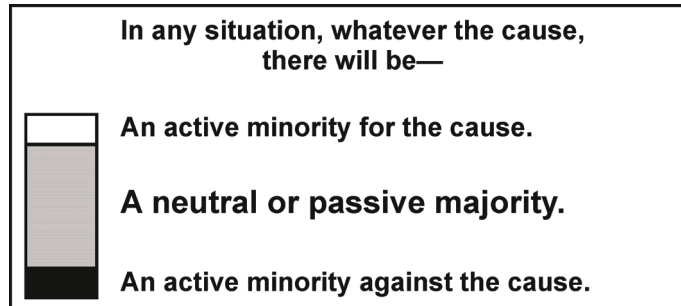 In any situation, whatever the cause,
there will be—
An active minority for the cause.
A neutral or passive majority.
An active minority against the cause.